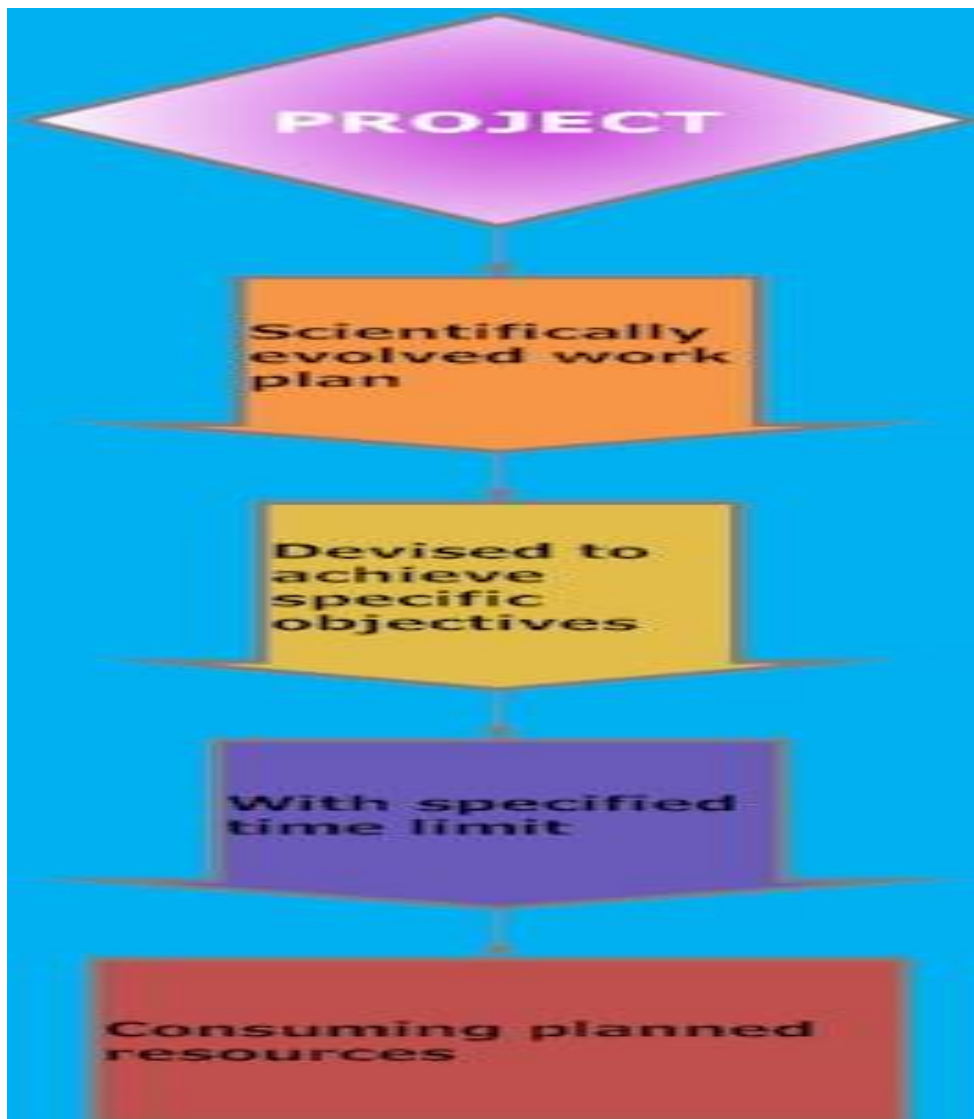 PROJECT
Scientifically
evolved work
plan
Devised to
achieve
specific
objectives
With specified
time limit
Consuming planned
resources